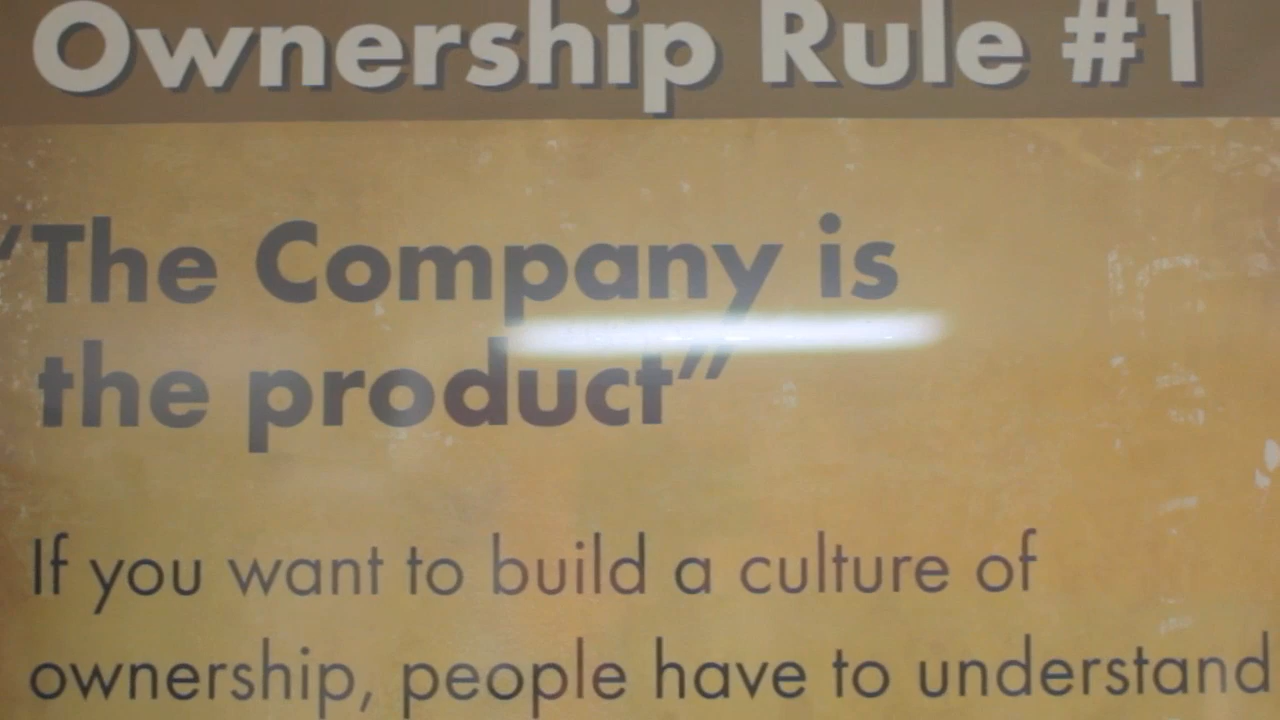 Ownership Rule #1
“The Company is
the product”
If you want to build a culture of
ownership, people have to understand